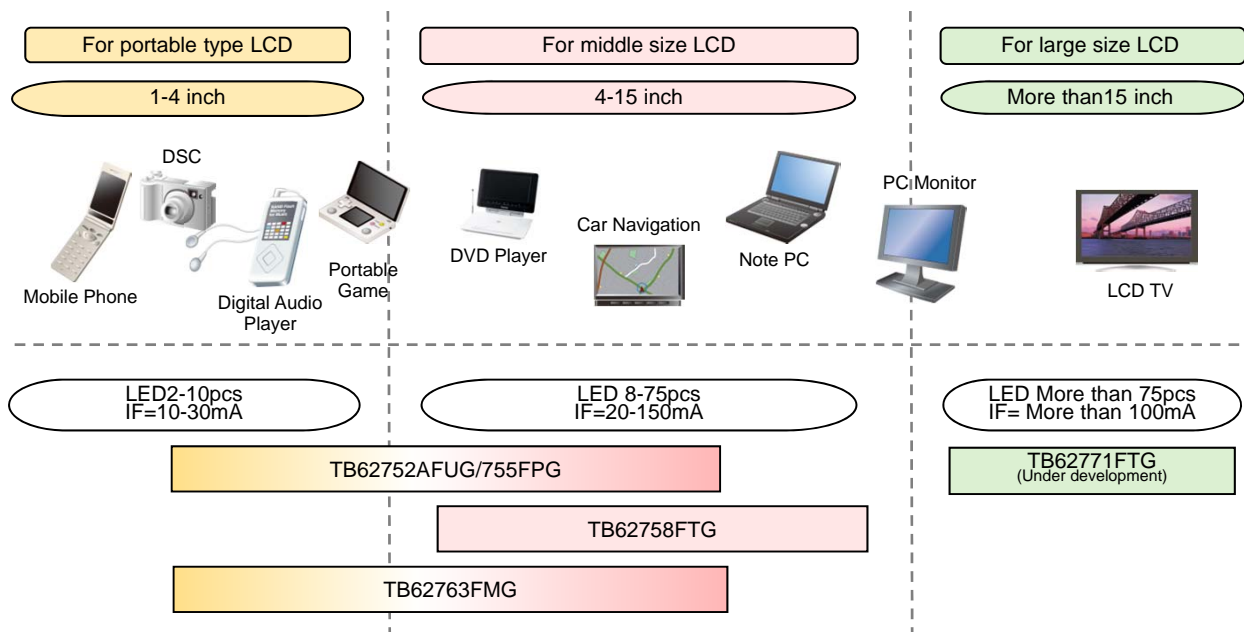 For portable type LCD
For middle size LCD
For large size LCD
1-4 inch
4-15 inch
More than15 inch
DSC
PC Monitor
Car Navigation
DVD Player
Note PC
Portable
Game
Mobile Phone
Digital Audio
Player
LCD TV
LED2-10pcs
IF=10-30mA
LED 8-75pcs
IF=20-150mA
LED More than 75pcs
IF= More than 100mA
TB62752AFUG/755FPG
TB62771FTG
(Under development)
TB62758FTG
TB62763FMG